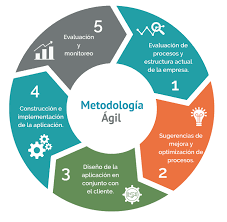 Metodología
Ágil
1
Evaluación de
procesos y
estructura actual
de la empresa.
2
Sugerencias de
mejora y
optimización de
procesos.
3
Diseño de la
aplicación en
conjunto con
el cliente.
4
Construcción e
implementación
de la aplicación.
5
Evaluación
y
monitoreo